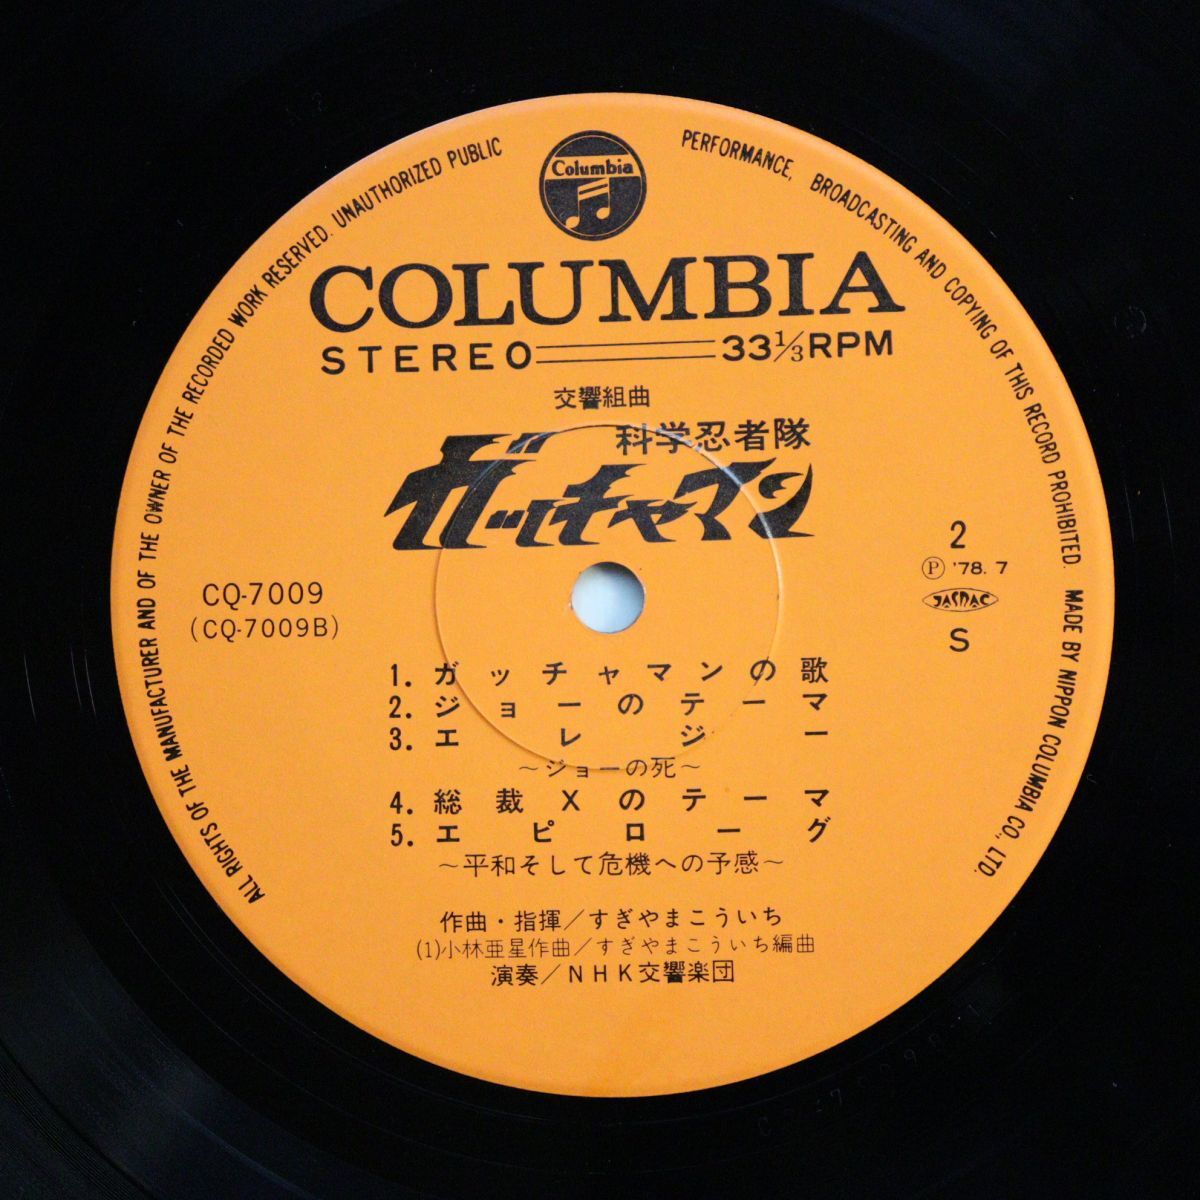 ALL RIGHTS OF THE MANUFACTURER AND OF THE OWNER OF THE RECORDED WORK RESERVED. UNAUTHORIZED PUBLIC PERFORMANCE, BROADCASTING AND COPYING OF THIS RECORD PROHIBITED. MADE BY NIPPON COLUMBIA CO., LTD.
Columbia
COLUMBIA
STEREO 33⅓RPM
交響組曲
科学忍者隊
ガッチャマン
2
Ⓟ '78. 7
JASRAC
S
CQ-7009
(CQ-7009B)
1. ガッチャマンの歌
2. ジョーのテーマ
3. エレジー
～ジョーの死～
4. 総裁Xのテーマ
5. エピローグ
～平和そして危機への予感～
作曲・指揮／すぎやまこういち
(1)小林亜星作曲／すぎやまこういち編曲
演奏／NHK交響楽団